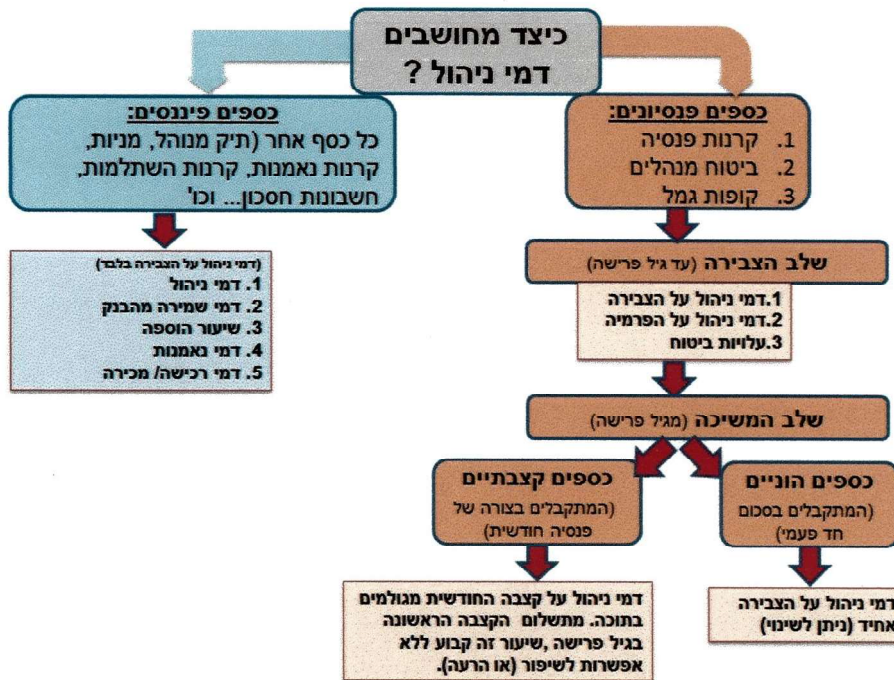 כיצד מחושבים
דמי ניהול ?
כספים פנסיונים:
1. קרנות פנסיה
2. ביטוח מנהלים
3. קופות גמל
כספים פיננסים:
כל כסף אחר (תיק מנוהל, מניות,
קרנות נאמנות, קרנות השתלמות,
חשבונות חסכון... וכו'
(דמי ניהול על הצבירה בלבד)
1. דמי ניהול
2. דמי שמירה מהבנק
3. שיעור הוספה
4. דמי נאמנות
5. דמי רכישה/ מכירה
שלב הצבירה (עד גיל פרישה)
1.דמי ניהול על הצבירה
2.דמי ניהול על הפרמיה
3.עלויות ביטוח
שלב המשיכה (מגיל פרישה)
כספים הוניים
(המתקבלים בסכום
חד פעמי)
כספים קצבתיים
(המתקבלים בצורה של
פנסיה חודשית)
דמי ניהול על הצבירה
אחיד (ניתן לשינוי)
דמי ניהול על קצבה החודשית מגולמים
בתוכה. מתשלום הקצבה הראשונה
בגיל פרישה ,שיעור זה קבוע ללא
אפשרות לשיפור (או הרעה).